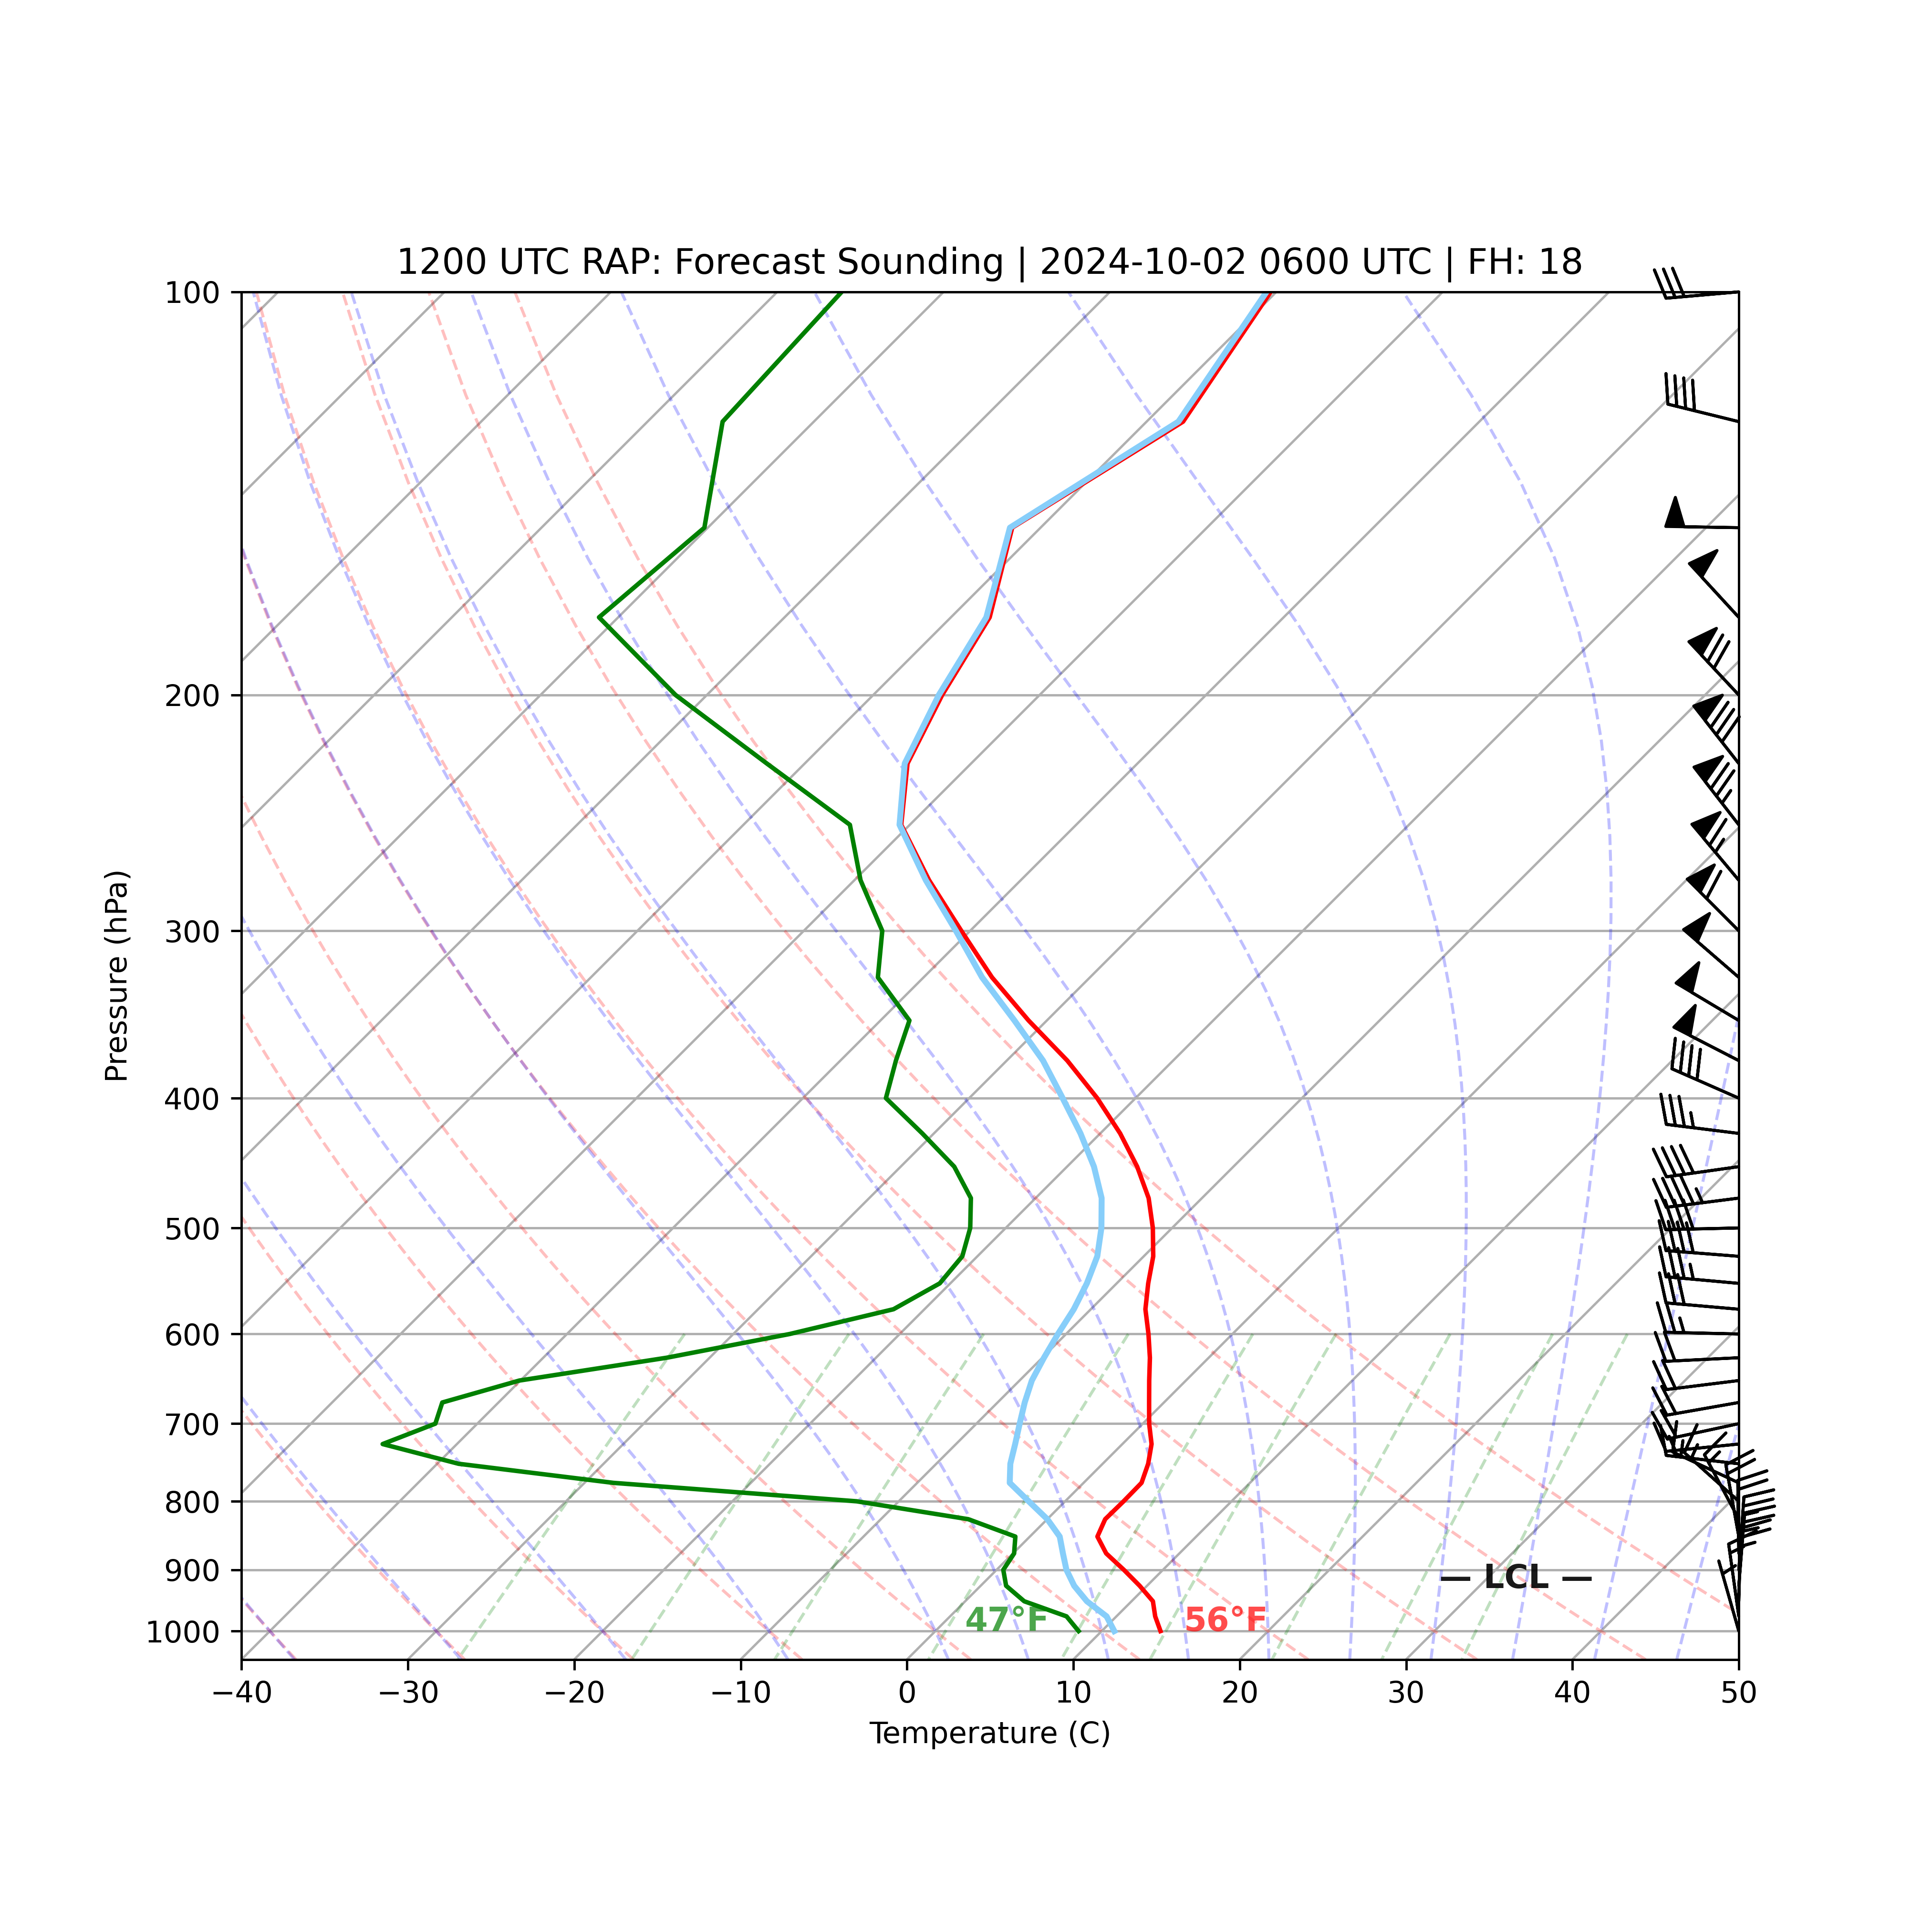 1200 UTC RAP: Forecast Sounding | 2024-10-02 0600 UTC | FH: 18
100
200
300
400
500
600
700
800
900
1000
Pressure (hPa)
— LCL —
47°F
56°F
−40 −30 −20 −10 0 10 20 30 40 50
Temperature (C)